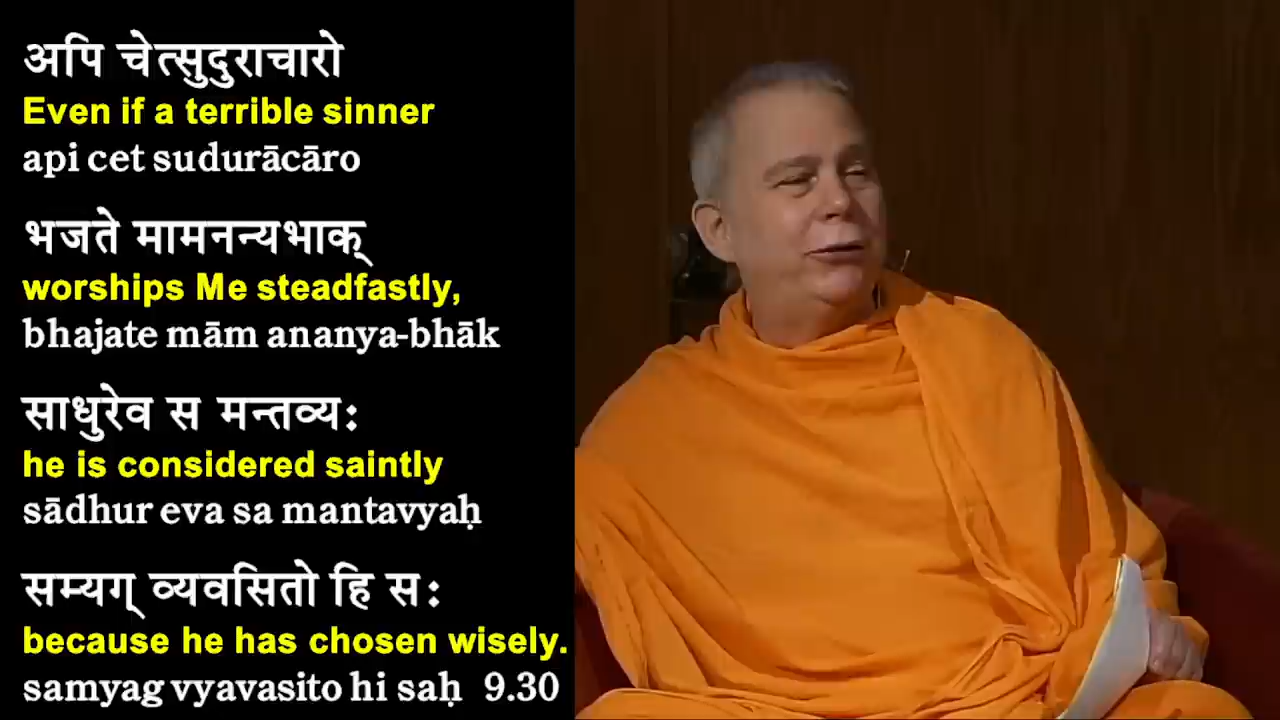 अपि चेत्सुदुराचारो
Even if a terrible sinner
api cet sudurācāro
भजते मामनन्यभाक्
worships Me steadfastly,
bhajate mām ananya-bhāk
साधुरेव स मन्तव्यः
he is considered saintly
sādhur eva sa mantavyaḥ
सम्यग् व्यवसितो हि सः
because he has chosen wisely.
samyag vyavasito hi saḥ 9.30